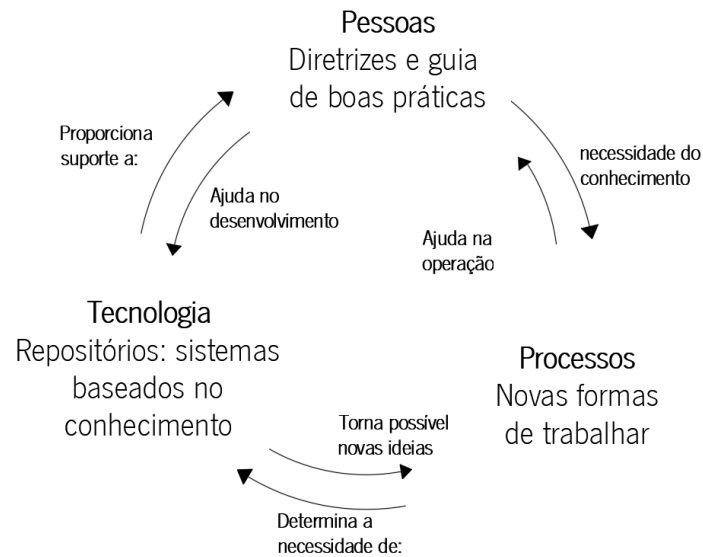 Pessoas
Diretrizes e guia
de boas práticas
Proporciona
suporte a:
Ajuda no
desenvolvimento
necessidade do
conhecimento
Ajuda na
operação
Tecnologia
Repositórios: sistemas
baseados no
conhecimento
Processos
Novas formas
de trabalhar
Torna possível
novas ideias
Determina a
necessidade de: